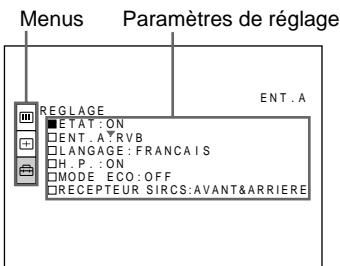 Menus Paramètres de réglage
ENT.A
REGLAGE
ETAT:ON
ENT.A:RVB
LANGAGE:FRANCAIS
H.P.:ON
MODE ECO:OFF
RECEPTEUR SIRCS:AVANT&ARRIERE